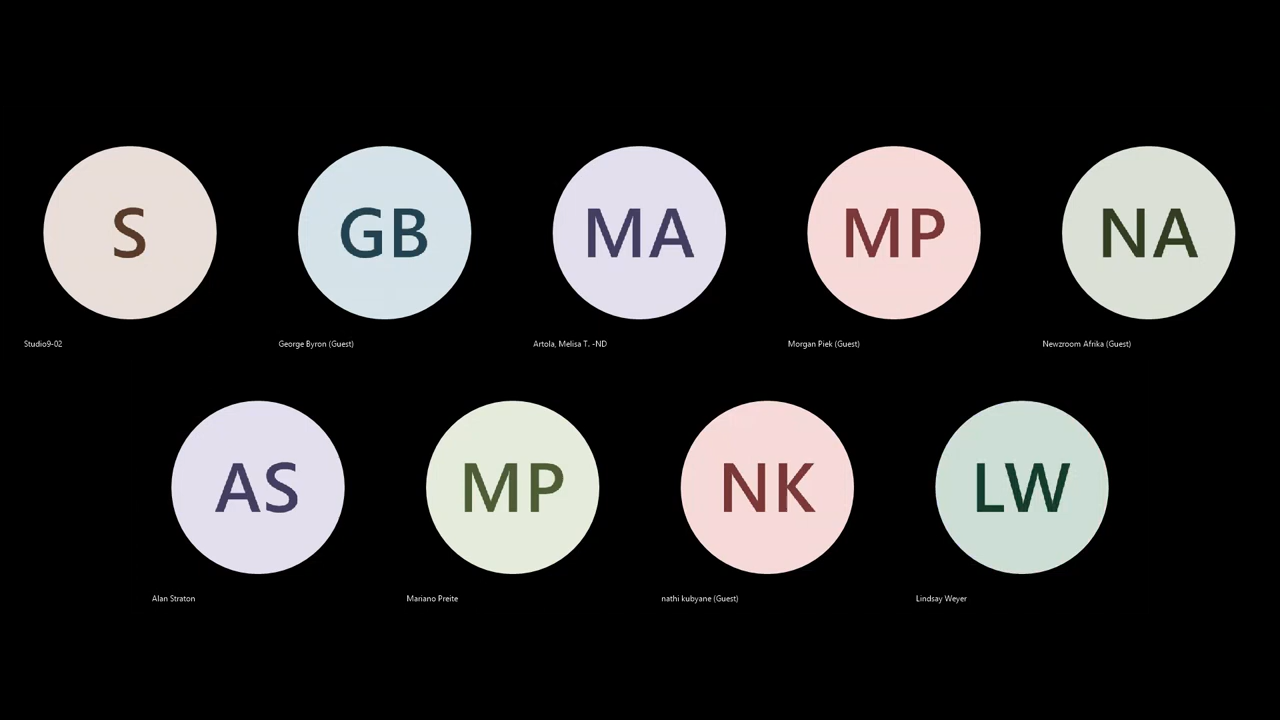 S
GB
MA
MP
NA
Studio9-02
George Byron (Guest)
Artola, Melisa T. -ND
Morgan Piek (Guest)
Newzroom Afrika (Guest)
AS
MP
NK
LW
Alan Straton
Mariano Preite
nathi kubyane (Guest)
Lindsay Weyer